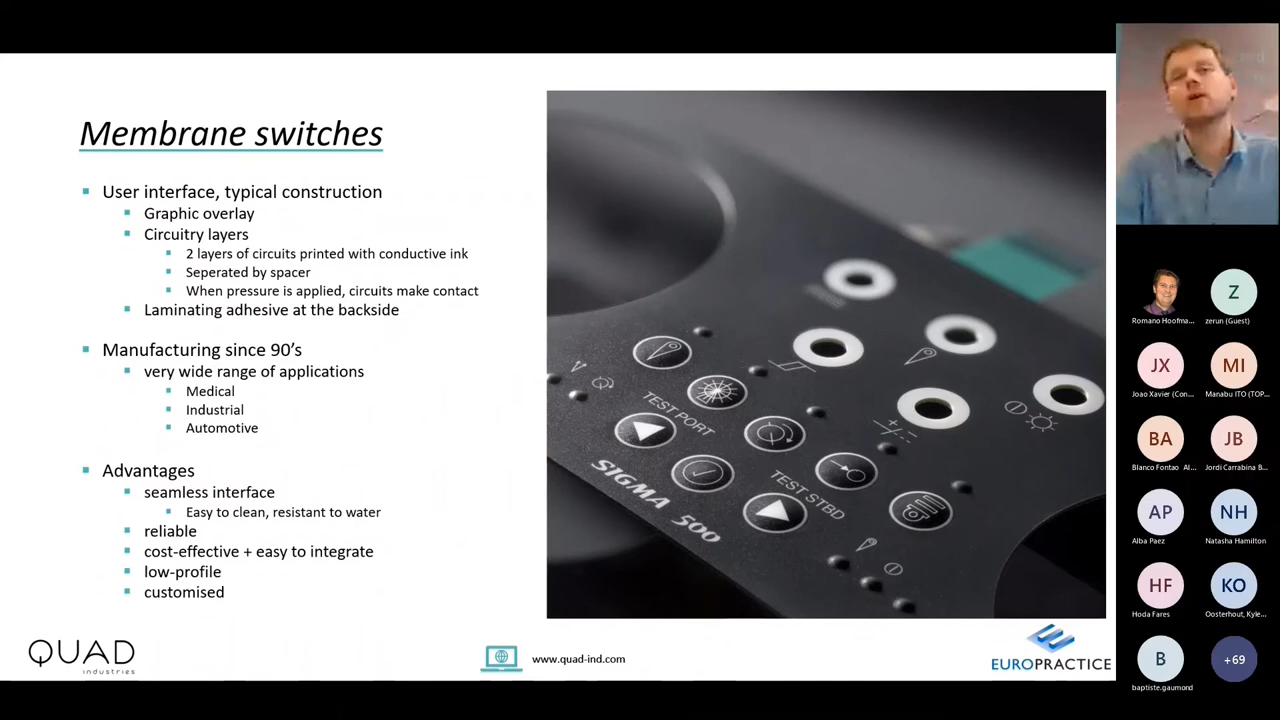 Membrane switches
User interface, typical construction
Graphic overlay
Circuitry layers
2 layers of circuits printed with conductive ink
Seperated by spacer
When pressure is applied, circuits make contact
Laminating adhesive at the backside
Manufacturing since 90's
very wide range of applications
Medical
Industrial
Automotive
Advantages
seamless interface
Easy to clean, resistant to water
reliable
cost-effective + easy to integrate
low-profile
customised
TEST PORT
TEST STBD
SIGMA 500
QUAD
industries
www.quad-ind.com
EUROPRACTICE
Romano Hoofma...
Z
zerun (Guest)
JX
Joao Xavier (Con...
MI
Manabu ITO (TOP...
BA
Blanco Fontao Al...
JB
Jordi Carrabina B...
AP
Alba Paez
NH
Natasha Hamilton
HF
Hoda Fares
KO
Oosterhout, Kyle...
B
baptiste.gaumond
+69